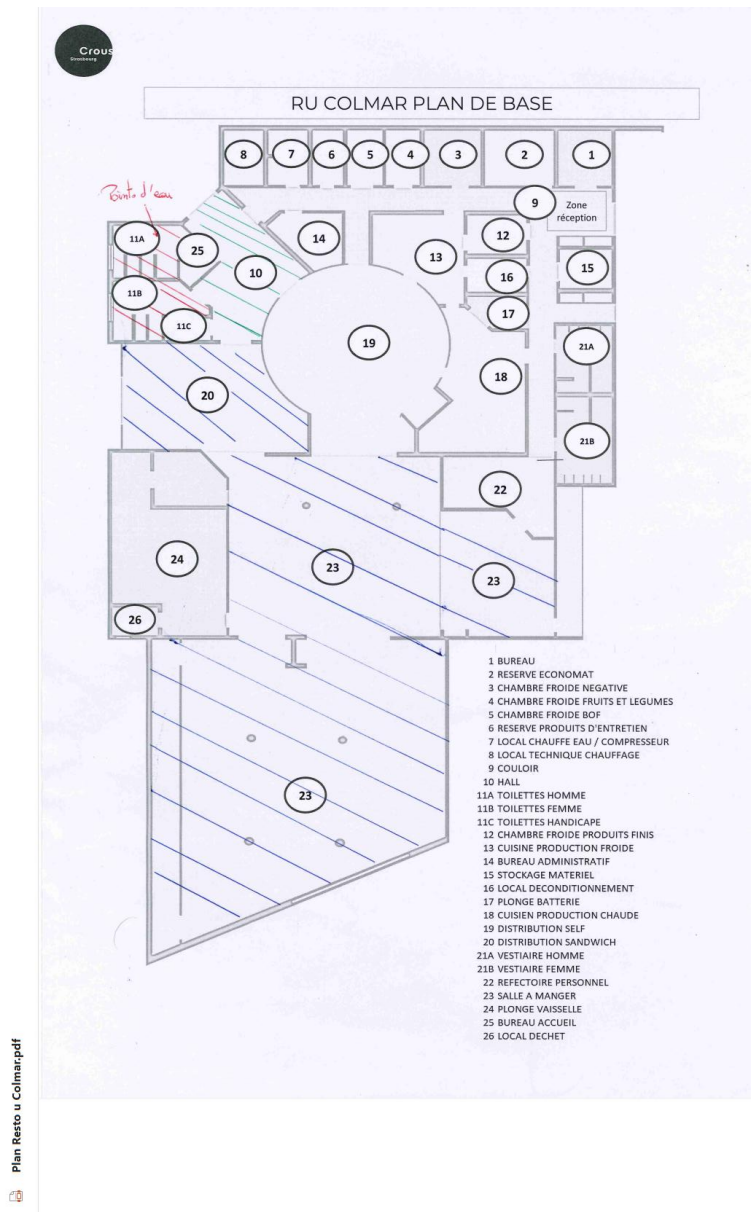 Crous
Strasbourg
RU COLMAR PLAN DE BASE
8
7
6
5
4
3
2
1
9
Zone
réception
Points d'eau
11A
25
10
14
13
12
15
16
11B
11C
17
19
18
21A
20
21B
22
24
23
23
26
23
1 BUREAU
2 RESERVE ECONOMAT
3 CHAMBRE FROIDE NEGATIVE
4 CHAMBRE FROIDE FRUITS ET LEGUMES
5 CHAMBRE FROIDE BOF
6 RESERVE PRODUITS D'ENTRETIEN
7 LOCAL CHAUFFE EAU / COMPRESSEUR
8 LOCAL TECHNIQUE CHAUFFAGE
9 COULOIR
10 HALL
11A TOILETTES HOMME
11B TOILETTES FEMME
11C TOILETTES HANDICAPE
12 CHAMBRE FROIDE PRODUITS FINIS
13 CUISINE PRODUCTION FROIDE
14 BUREAU ADMINISTRATIF
15 STOCKAGE MATERIEL
16 LOCAL DECONDITIONNEMENT
17 PLONGE BATTERIE
18 CUISIEN PRODUCTION CHAUDE
19 DISTRIBUTION SELF
20 DISTRIBUTION SANDWICH
21A VESTIAIRE HOMME
21B VESTIAIRE FEMME
22 REFECTOIRE PERSONNEL
23 SALLE A MANGER
24 PLONGE VAISSELLE
25 BUREAU ACCUEIL
26 LOCAL DECHET
Plan Resto u Colmar.pdf